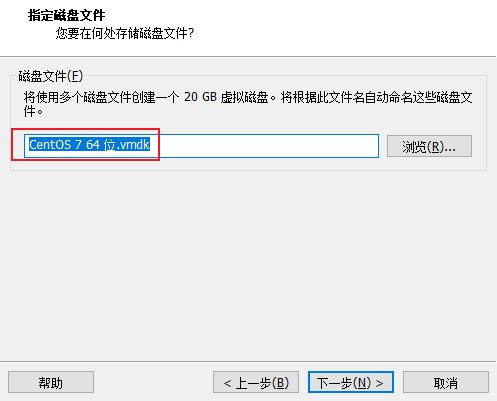 指定磁盘文件
您要在何处存储磁盘文件?
磁盘文件(F)
将使用多个磁盘文件创建一个 20 GB 虚拟磁盘。将根据此文件名自动命名这些磁盘文
件。
CentOS 7 64 位.vmdk
浏览(R)...
帮助
< 上一步(B)
下一步(N) >
取消